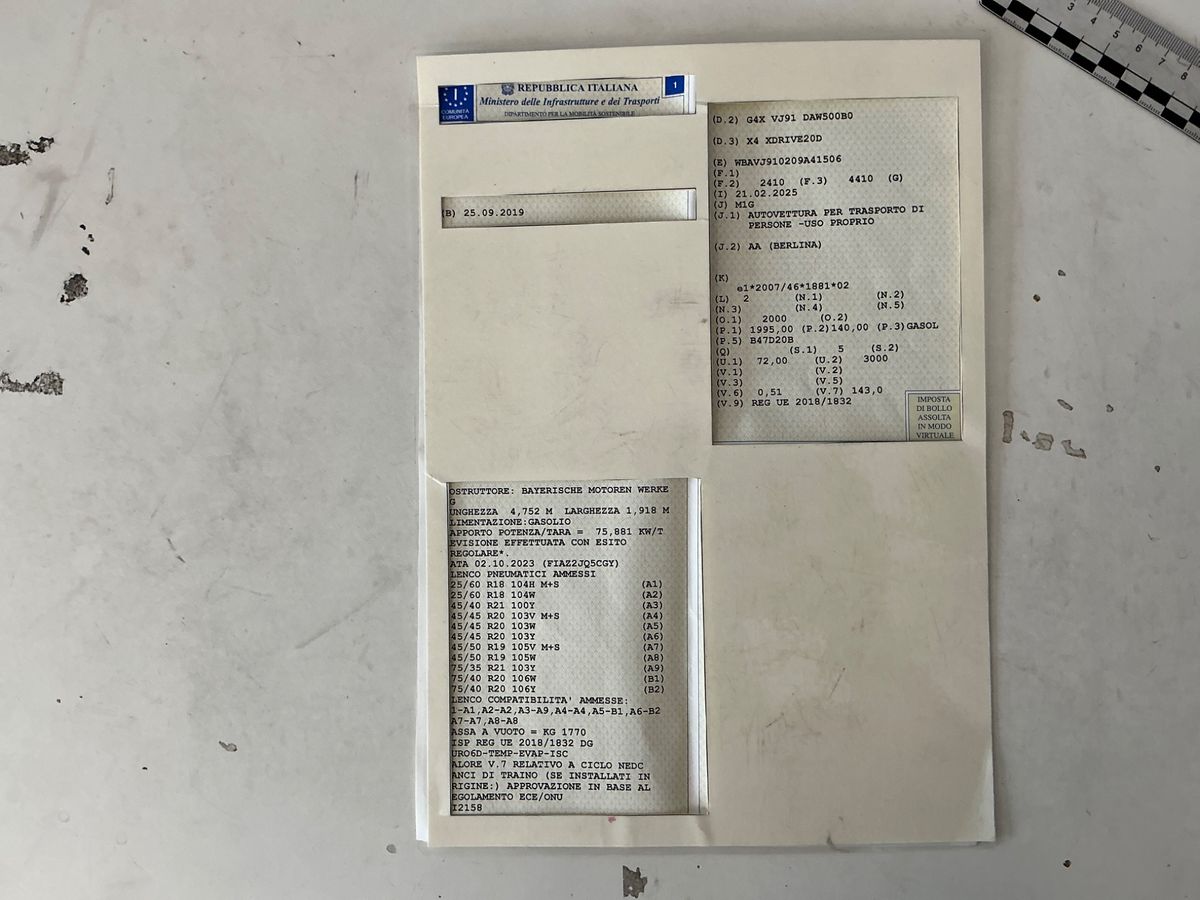 COMUNITÀ
EUROPEA
I
REPUBBLICA ITALIANA
Ministero delle Infrastrutture e dei Trasporti
DIPARTIMENTO PER LA MOBILITÀ SOSTENIBILE
1
(B) 25.09.2019
(D.2) G4X VJ91 DAW500B0
(D.3) X4 XDRIVE20D
(E) WBAVJ910209A41506
(F.1)
(F.2) 2410 (F.3) 4410 (G)
(I) 21.02.2025
(J) M1G
(J.1) AUTOVETTURA PER TRASPORTO DI
PERSONE -USO PROPRIO
(J.2) AA (BERLINA)
(K)
e1*2007/46*1881*02
(L) 2 (N.1) (N.2)
(N.3) (N.4) (N.5)
(O.1) 2000 (O.2)
(P.1) 1995,00 (P.2)140,00 (P.3)GASOL
(P.5) B47D20B
(Q) (S.1) 5 (S.2)
(U.1) 72,00 (U.2) 3000
(V.1) (V.2)
(V.3) (V.5)
(V.6) 0,51 (V.7) 143,0
(V.9) REG UE 2018/1832
IMPOSTA
DI BOLLO
ASSOLTA
IN MODO
VIRTUALE
OSTRUTTORE: BAYERISCHE MOTOREN WERKE
G
UNGHEZZA 4,752 M LARGHEZZA 1,918 M
LIMENTAZIONE:GASOLIO
APPORTO POTENZA/TARA = 75,881 KW/T
EVISIONE EFFETTUATA CON ESITO
REGOLARE*.
ATA 02.10.2023 (FIAZ2JQ5CGY)
LENCO PNEUMATICI AMMESSI
25/60 R18 104H M+S (A1)
25/60 R18 104W (A2)
45/40 R21 100Y (A3)
45/45 R20 103V M+S (A4)
45/45 R20 103W (A5)
45/45 R20 103Y (A6)
45/50 R19 105V M+S (A7)
45/50 R19 105W (A8)
75/35 R21 103Y (A9)
75/40 R20 106W (B1)
75/40 R20 106Y (B2)
LENCO COMPATIBILITA' AMMESSE:
1-A1,A2-A2,A3-A9,A4-A4,A5-B1,A6-B2
A7-A7,A8-A8
ASSA A VUOTO = KG 1770
ISP REG UE 2018/1832 DG
URO6D-TEMP-EVAP-ISC
ALORE V.7 RELATIVO A CICLO NEDC
ANCI DI TRAINO (SE INSTALLATI IN
RIGINE:) APPROVAZIONE IN BASE AL
EGOLAMENTO ECE/ONU
I2158
3 4 5 6 7 8